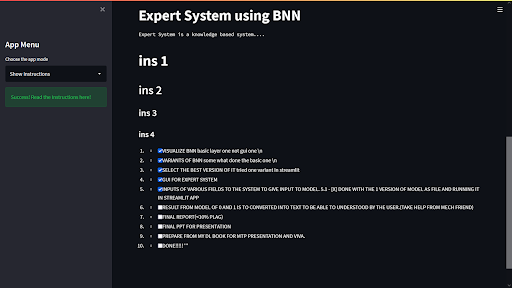 App Menu
Choose the app mode
Show Instructions
Success! Read the instructions here!
Expert System using BNN
Expert System is a knowledge based system....
ins 1
ins 2
ins 3
ins 4
1. VISUALIZE BNN basic layer one not gui one \n
2. VARIANTS OF BNN some what done the basic one \n
3. SELECT THE BEST VERSION OF IT tried one variant in streamlit
4. GUI FOR EXPERT SYSTEM
5. INPUTS OF VARIOUS FIELDS TO THE SYSTEM TO GIVE INPUT TO MODEL. 5.1 - [X] DONE WITH THE 1 VERSION OF MODEL AS FILE AND RUNNING IT
IN STREAMLIT APP
6. RESULT FROM MODEL OF 0 AND 1 IS TO CONVERTED INTO TEXT TO BE ABLE TO UNDERSTOOD BY THE USER.(TAKE HELP FROM MECH FRIEND)
7. FINAL REPORT(<10% PLAG)
8. FINAL PPT FOR PRESENTATION
9. PREPARE FROM MY DL BOOK FOR MTP PRESENTATION AND VIVA.
10. DONE!!!! """